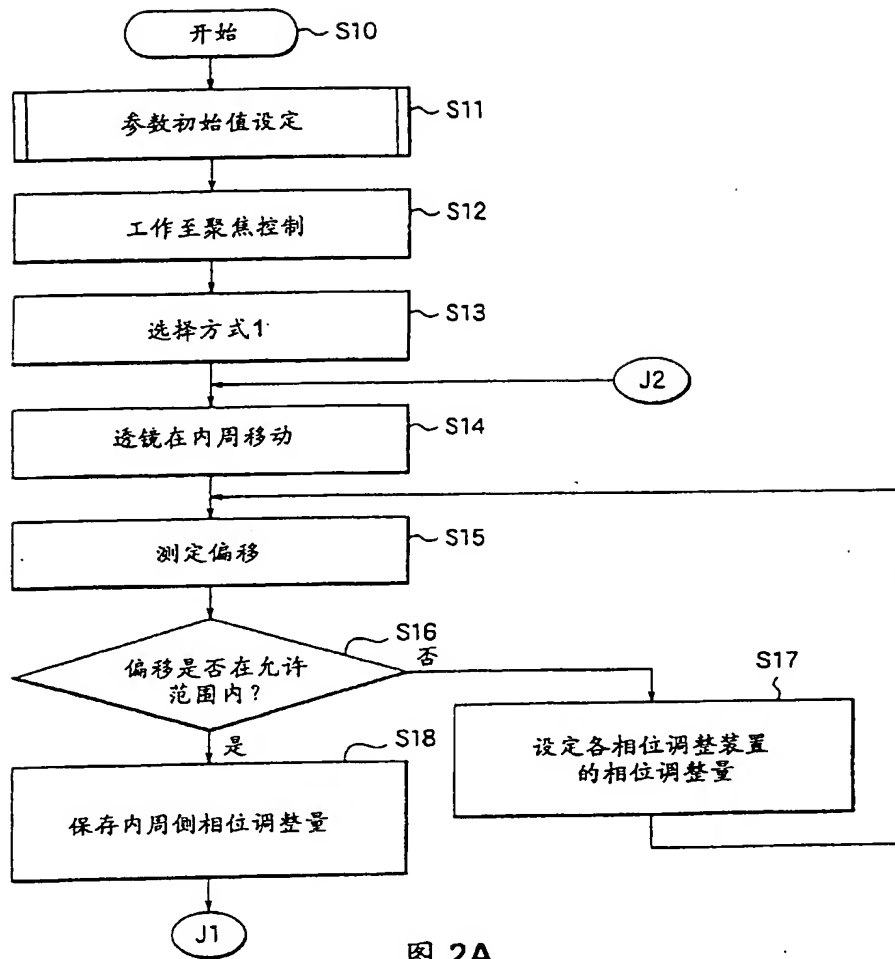 开始
S10
参数初始值设定
S11
工作至聚焦控制
S12
选择方式1
S13
J2
透镜在内周移动
S14
测定偏移
S15
S16
偏移是否在允许
范围内?
否
S17
设定各相位调整装置
的相位调整量
是
S18
保存内周侧相位调整量
J1
图 2A